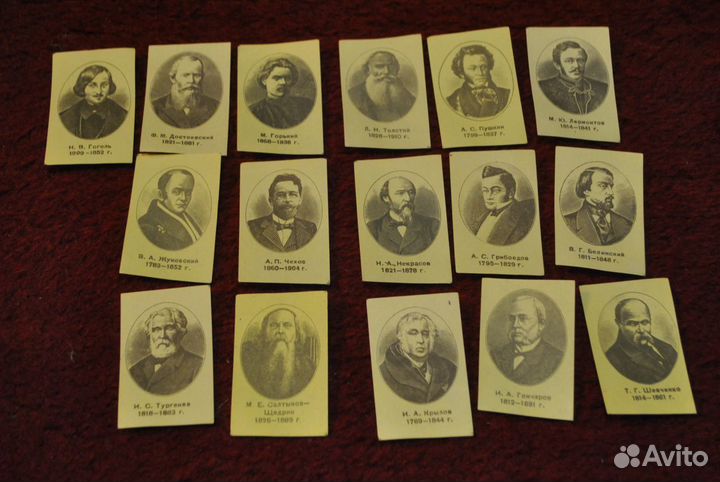 Н. В. Гоголь
1809—1852 г.
Ф. М. Достоевский
1821—1881 г.
М. Горький
1868—1936 г.
Л. Н. Толстой
1828—1910 г.
А. С. Пушкин
1799—1837 г.
М. Ю. Лермонтов
1814—1841 г.
В. А. Жуковский
1783—1852 г.
А. П. Чехов
1860—1904 г.
Н. А. Некрасов
1821—1878 г.
А. С. Грибоедов
1795—1829 г.
В. Г. Белинский
1811—1848 г.
И. С. Тургенев
1818—1883 г.
М. Е. Салтыков-
Щедрин
1826—1889 г.
И. А. Крылов
1769—1844 г.
И. А. Гончаров
1812—1891 г.
Т. Г. Шевченко
1814—1861 г.
Avito